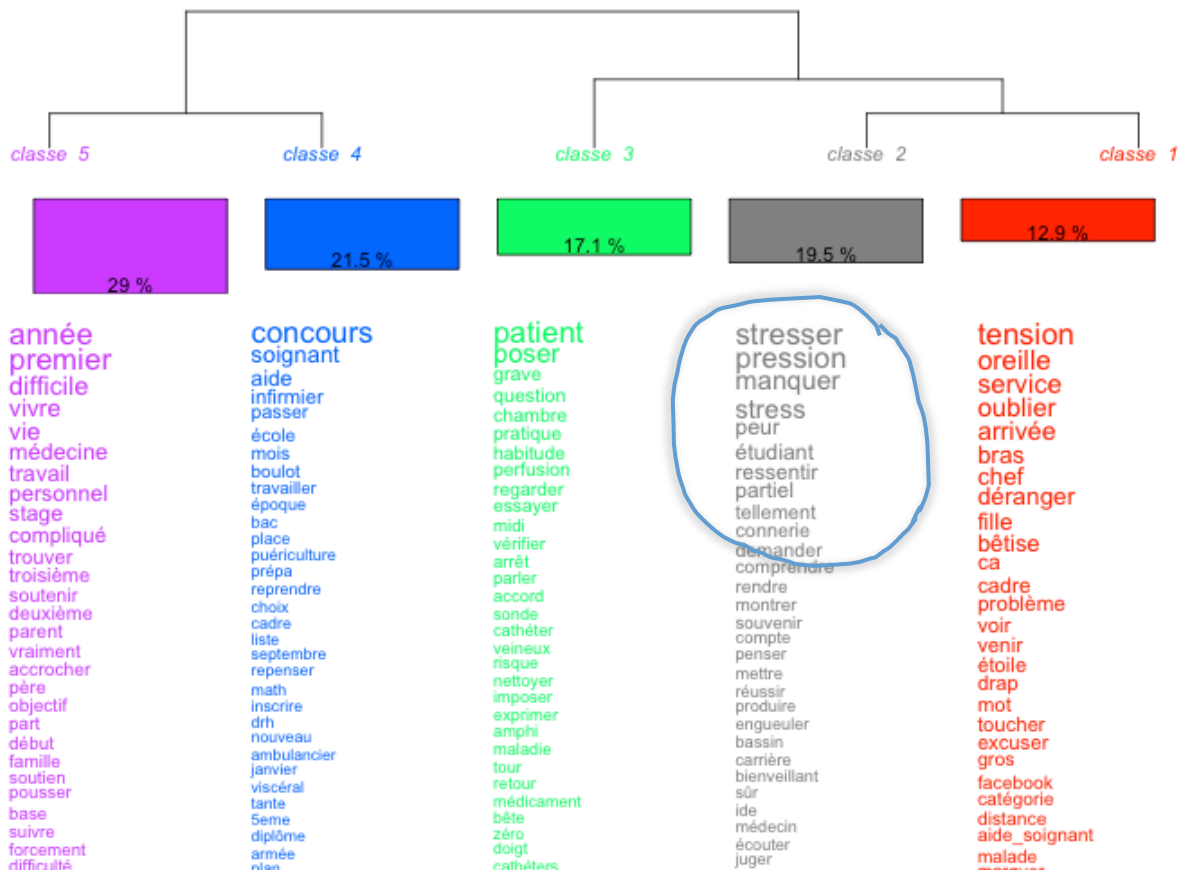 classe 5
classe 4
classe 3
classe 2
classe 1
29 %
21.5 %
17.1 %
19.5 %
12.9 %
année
premier
difficile
vivre
vie
médecine
travail
personnel
stage
compliqué
trouver
troisième
soutenir
deuxième
parent
vraiment
accrocher
père
objectif
part
début
famille
soutien
pousser
base
suivre
forcement
difficulté
concours
soignant
aide
infirmier
passer
école
mois
boulot
travailler
époque
bac
place
puériculture
prépa
reprendre
choix
cadre
liste
septembre
repenser
math
inscrire
drh
nouveau
ambulancier
janvier
viscéral
tante
5eme
diplôme
armée
plan
patient
poser
grave
question
chambre
pratique
habitude
perfusion
regarder
essayer
midi
vérifier
arrêt
parler
accord
sonde
cathéter
veineux
risque
nettoyer
imposer
exprimer
amphi
maladie
tour
retour
médicament
bête
zéro
doigt
cathéters
stresser
pression
manquer
stress
peur
étudiant
ressentir
partiel
tellement
connerie
demander
comprendre
rendre
montrer
souvenir
compte
penser
mettre
réussir
produire
engueuler
bassin
carrière
bienveillant
sûr
ide
médecin
écouter
juger
tension
oreille
service
oublier
arrivée
bras
chef
déranger
fille
bêtise
ca
cadre
problème
voir
venir
étoile
drap
mot
toucher
excuser
gros
facebook
catégorie
distance
aide_soignant
malade